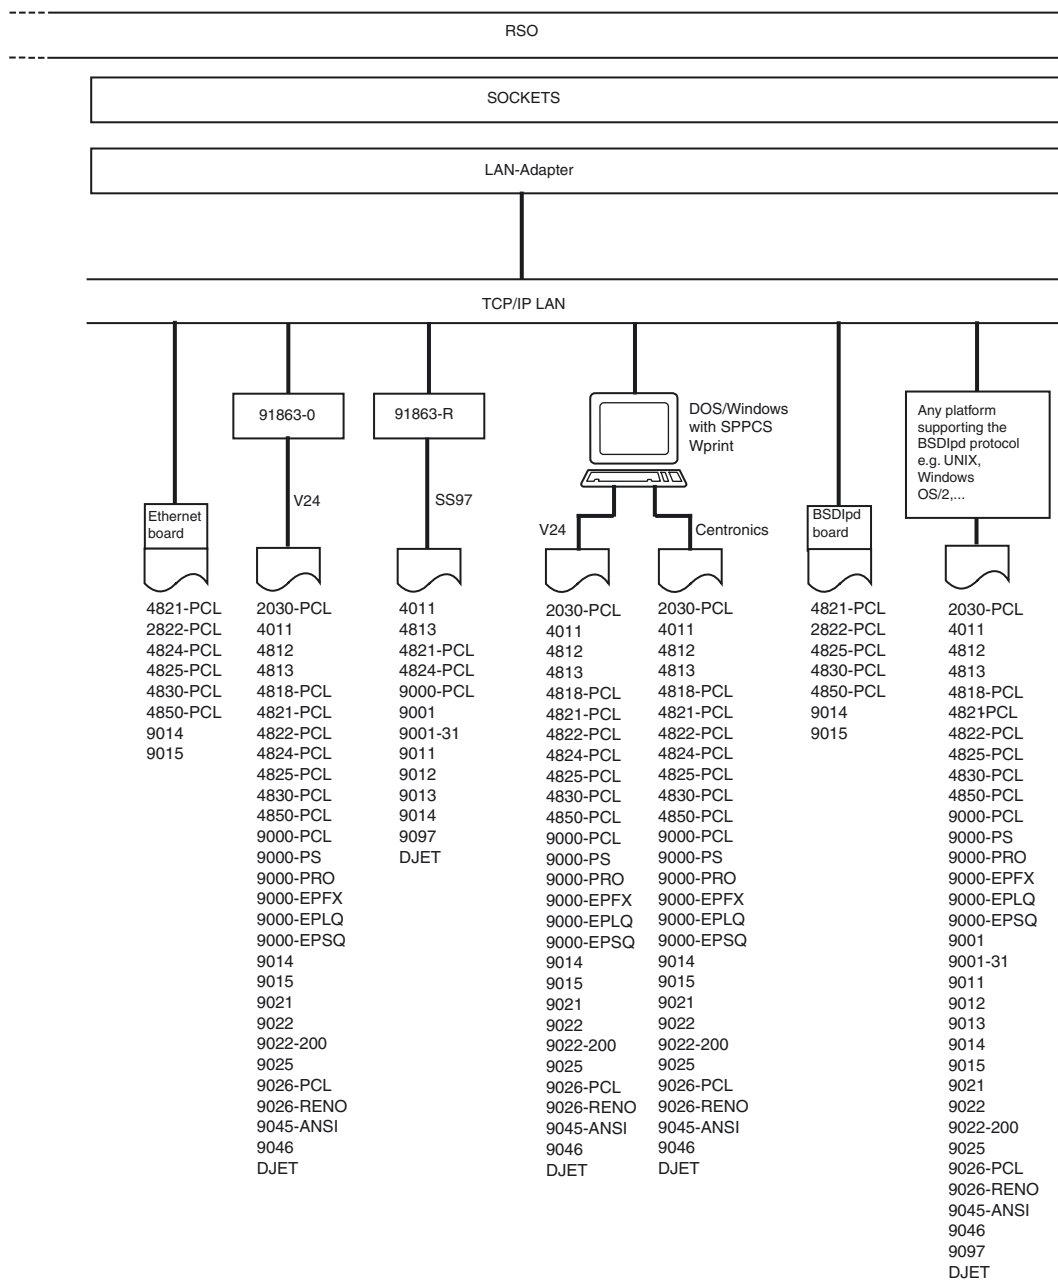 RSO
SOCKETS
LAN-Adapter
TCP/IP LAN
91863-0
V24
91863-R
SS97
DOS/Windows
with SPPCS
Wprint
V24
Centronics
Any platform
supporting the
BSDlpd protocol
e.g. UNIX,
Windows
OS/2,...
Ethernet
board
4821-PCL
2822-PCL
4824-PCL
4825-PCL
4830-PCL
4850-PCL
9014
9015
2030-PCL
4011
4812
4813
4818-PCL
4821-PCL
4822-PCL
4824-PCL
4825-PCL
4830-PCL
4850-PCL
9000-PCL
9000-PS
9000-PRO
9000-EPFX
9000-EPLQ
9000-EPSQ
9014
9015
9021
9022
9022-200
9025
9026-PCL
9026-RENO
9045-ANSI
9046
DJET
4011
4813
4821-PCL
4824-PCL
9000-PCL
9001
9001-31
9011
9012
9013
9014
9097
DJET
2030-PCL
4011
4812
4813
4818-PCL
4821-PCL
4822-PCL
4824-PCL
4825-PCL
4830-PCL
4850-PCL
9000-PCL
9000-PS
9000-PRO
9000-EPFX
9000-EPLQ
9000-EPSQ
9014
9015
9021
9022
9022-200
9025
9026-PCL
9026-RENO
9045-ANSI
9046
DJET
2030-PCL
4011
4812
4813
4818-PCL
4821-PCL
4822-PCL
4824-PCL
4825-PCL
4830-PCL
4850-PCL
9000-PCL
9000-PS
9000-PRO
9000-EPFX
9000-EPLQ
9000-EPSQ
9014
9015
9021
9022
9022-200
9025
9026-PCL
9026-RENO
9045-ANSI
9046
DJET
BSDlpd
board
4821-PCL
2822-PCL
4825-PCL
4830-PCL
4850-PCL
9014
9015
2030-PCL
4011
4812
4813
4818-PCL
4821-PCL
4822-PCL
4825-PCL
4830-PCL
4850-PCL
9000-PCL
9000-PS
9000-PRO
9000-EPFX
9000-EPLQ
9000-EPSQ
9001
9001-31
9011
9012
9013
9014
9015
9021
9022
9022-200
9025
9026-PCL
9026-RENO
9045-ANSI
9046
9097
DJET